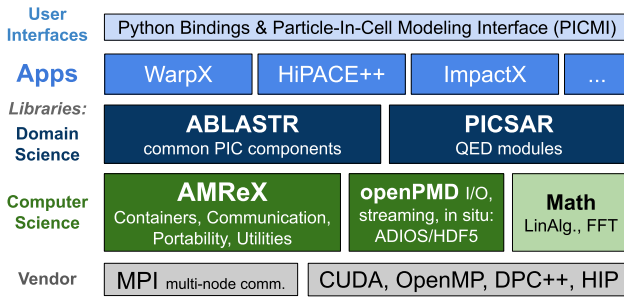 User
Interfaces
Python Bindings & Particle-In-Cell Modeling Interface (PICMI)
Apps
WarpX
HiPACE++
ImpactX
...
Libraries:
Domain
Science
ABLASTR
common PIC components
PICSAR
QED modules
Computer
Science
AMReX
Containers, Communication,
Portability, Utilities
openPMD I/O,
streaming, in situ:
ADIOS/HDF5
Math
LinAlg., FFT
Vendor
MPI multi-node comm.
CUDA, OpenMP, DPC++, HIP